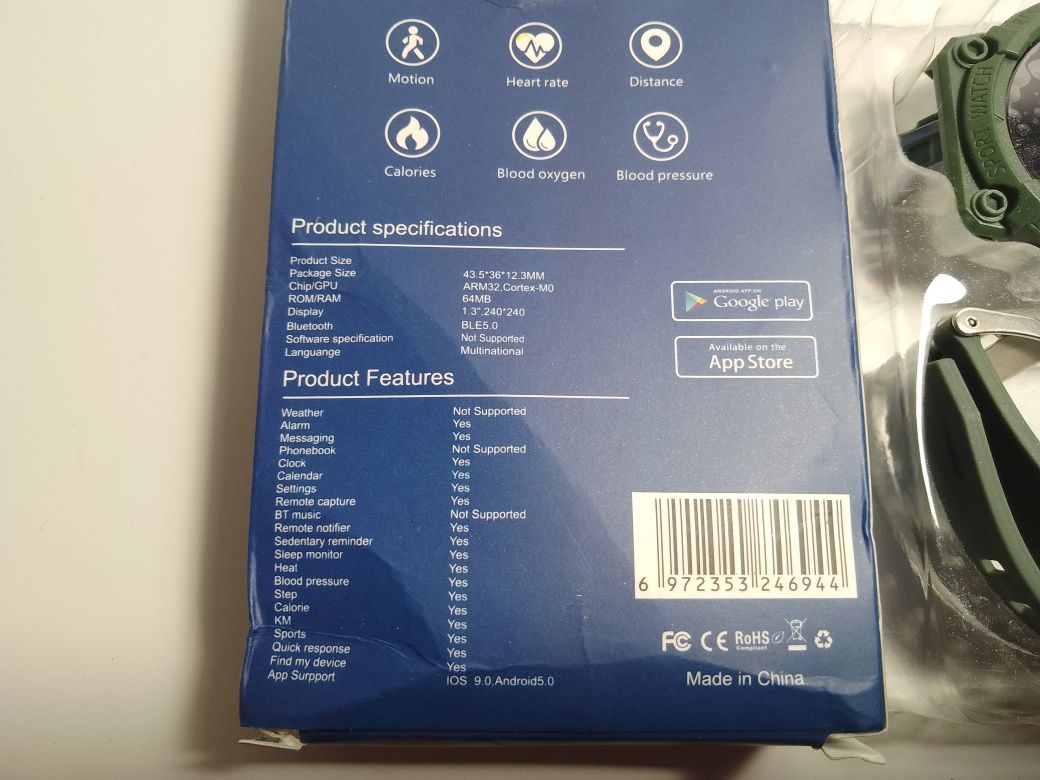 Motion
Heart rate
Distance
Calories
Blood oxygen
Blood pressure
Product specifications
Product Size
Package Size 43.5*36*12.3MM
Chip/GPU ARM32,Cortex-M0
ROM/RAM 64MB
Display 1.3",240*240
Bluetooth BLE5.0
Software specification Not Supported
Languange Multinational
ANDROID APP ON
Google play
Available on the
App Store
Product Features
Weather Not Supported
Alarm Yes
Messaging Yes
Phonebook Not Supported
Clock Yes
Calendar Yes
Settings Yes
Remote capture Yes
BT music Not Supported
Remote notifier Yes
Sedentary reminder Yes
Sleep monitor Yes
Heat Yes
Blood pressure Yes
Step Yes
Calorie Yes
KM Yes
Sports Yes
Quick response Yes
Find my device Yes
App Surpport IOS 9.0,Android5.0
6 972353 246944
FC CE RoHS
Compliant
Made in China
SPORT WATCH